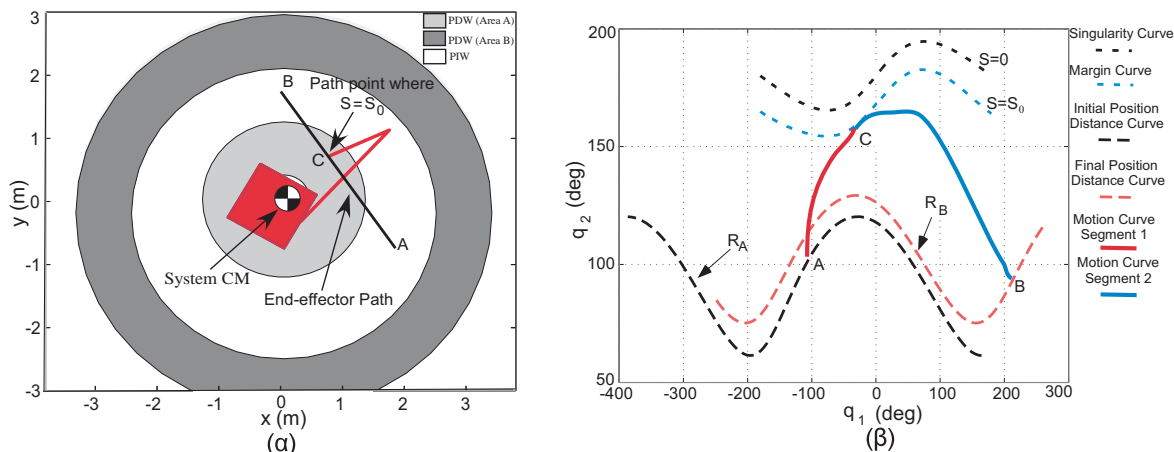 3
2
1
0
-1
-2
-3
y (m)
PDW (Area A)
PDW (Area B)
PIW
B
Path point where
S=S0
C
A
System CM
End-effector Path
-3
-2
-1
0
1
2
3
x (m)
(α)
200
150
100
50
q 2 (deg)
S=0
S=S0
C
RA
RB
A
B
-400
-300
-200
-100
0
100
200
300
q 1 (deg)
(β)
Singularity Curve
Margin Curve
Initial Position
Distance Curve
Final Position
Distance Curve
Motion Curve
Segment 1
Motion Curve
Segment 2